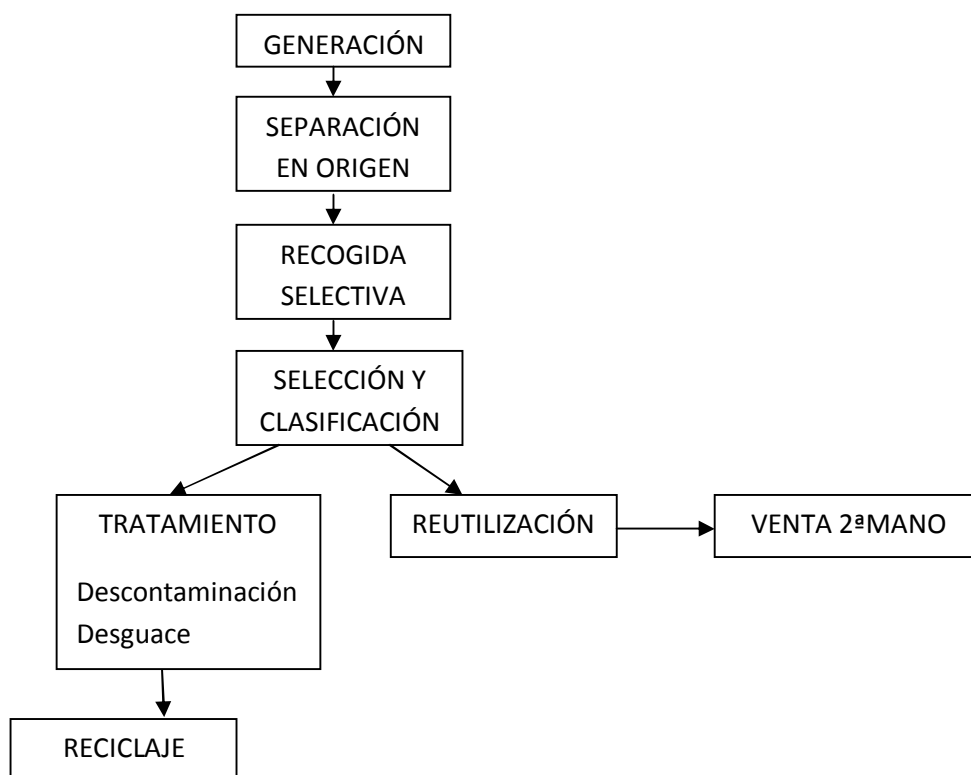 GENERACIÓN
SEPARACIÓN
EN ORIGEN
RECOGIDA
SELECTIVA
SELECCIÓN Y
CLASIFICACIÓN
TRATAMIENTO
Descontaminación
Desguace
REUTILIZACIÓN
VENTA 2ªMANO
RECICLAJE